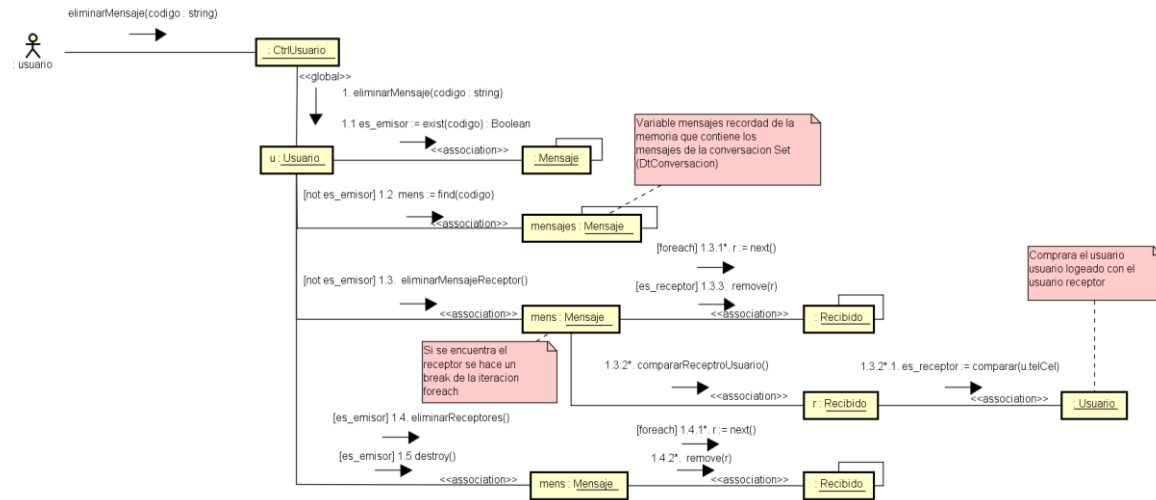 eliminarMensaje(codigo : string)
: usuario
: CtrlUsuario
<<global>>
1. eliminarMensaje(codigo : string)
1.1 es_emisor := exist(codigo) : Boolean
<<association>>
u : Usuario
: Mensaje
Variable mensajes recordad de la
memoria que contiene los
mensajes de la conversacion Set
(DtConversacion)
[not es_emisor] 1.2 mens := find(codigo)
<<association>>
mensajes : Mensaje
[foreach] 1.3.1*. r := next()
[not es_emisor] 1.3. eliminarMensajeReceptor()
[es_receptor] 1.3.3. remove(r)
<<association>>
mens : Mensaje
<<association>>
: Recibido
Comprara el usuario
usuario logeado con el
usuario receptor
Si se encuentra el
receptor se hace un
break de la iteracion
foreach
1.3.2*. compararReceptroUsuario()
<<association>>
r : Recibido
1.3.2*.1. es_receptor := comparar(u.telCel)
<<association>>
: Usuario
[es_emisor] 1.4. eliminarReceptores()
[es_emisor] 1.5 destroy()
<<association>>
mens : Mensaje
[foreach] 1.4.1*. r := next()
1.4.2*. remove(r)
<<association>>
: Recibido